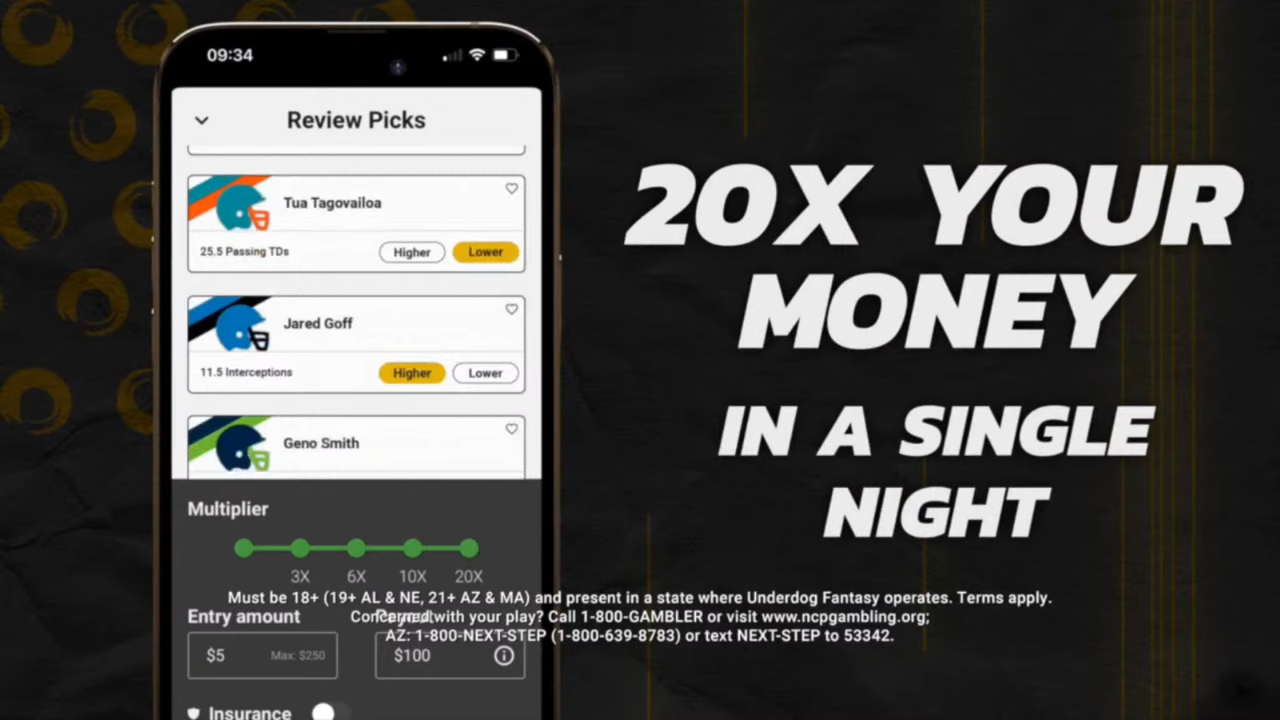 09:34
Review Picks
Tua Tagovailoa
25.5 Passing TDs Higher Lower
Jared Goff
11.5 Interceptions Higher Lower
Geno Smith
Multiplier
3X 6X 10X 20X
Entry amount
$5 Max: $250 $100
Insurance
20X YOUR
MONEY
IN A SINGLE
NIGHT
Must be 18+ (19+ AL & NE, 21+ AZ & MA) and present in a state where Underdog Fantasy operates. Terms apply.
Concerned with your play? Call 1-800-GAMBLER or visit www.ncpgambling.org;
AZ: 1-800-NEXT-STEP (1-800-639-8783) or text NEXT-STEP to 53342.